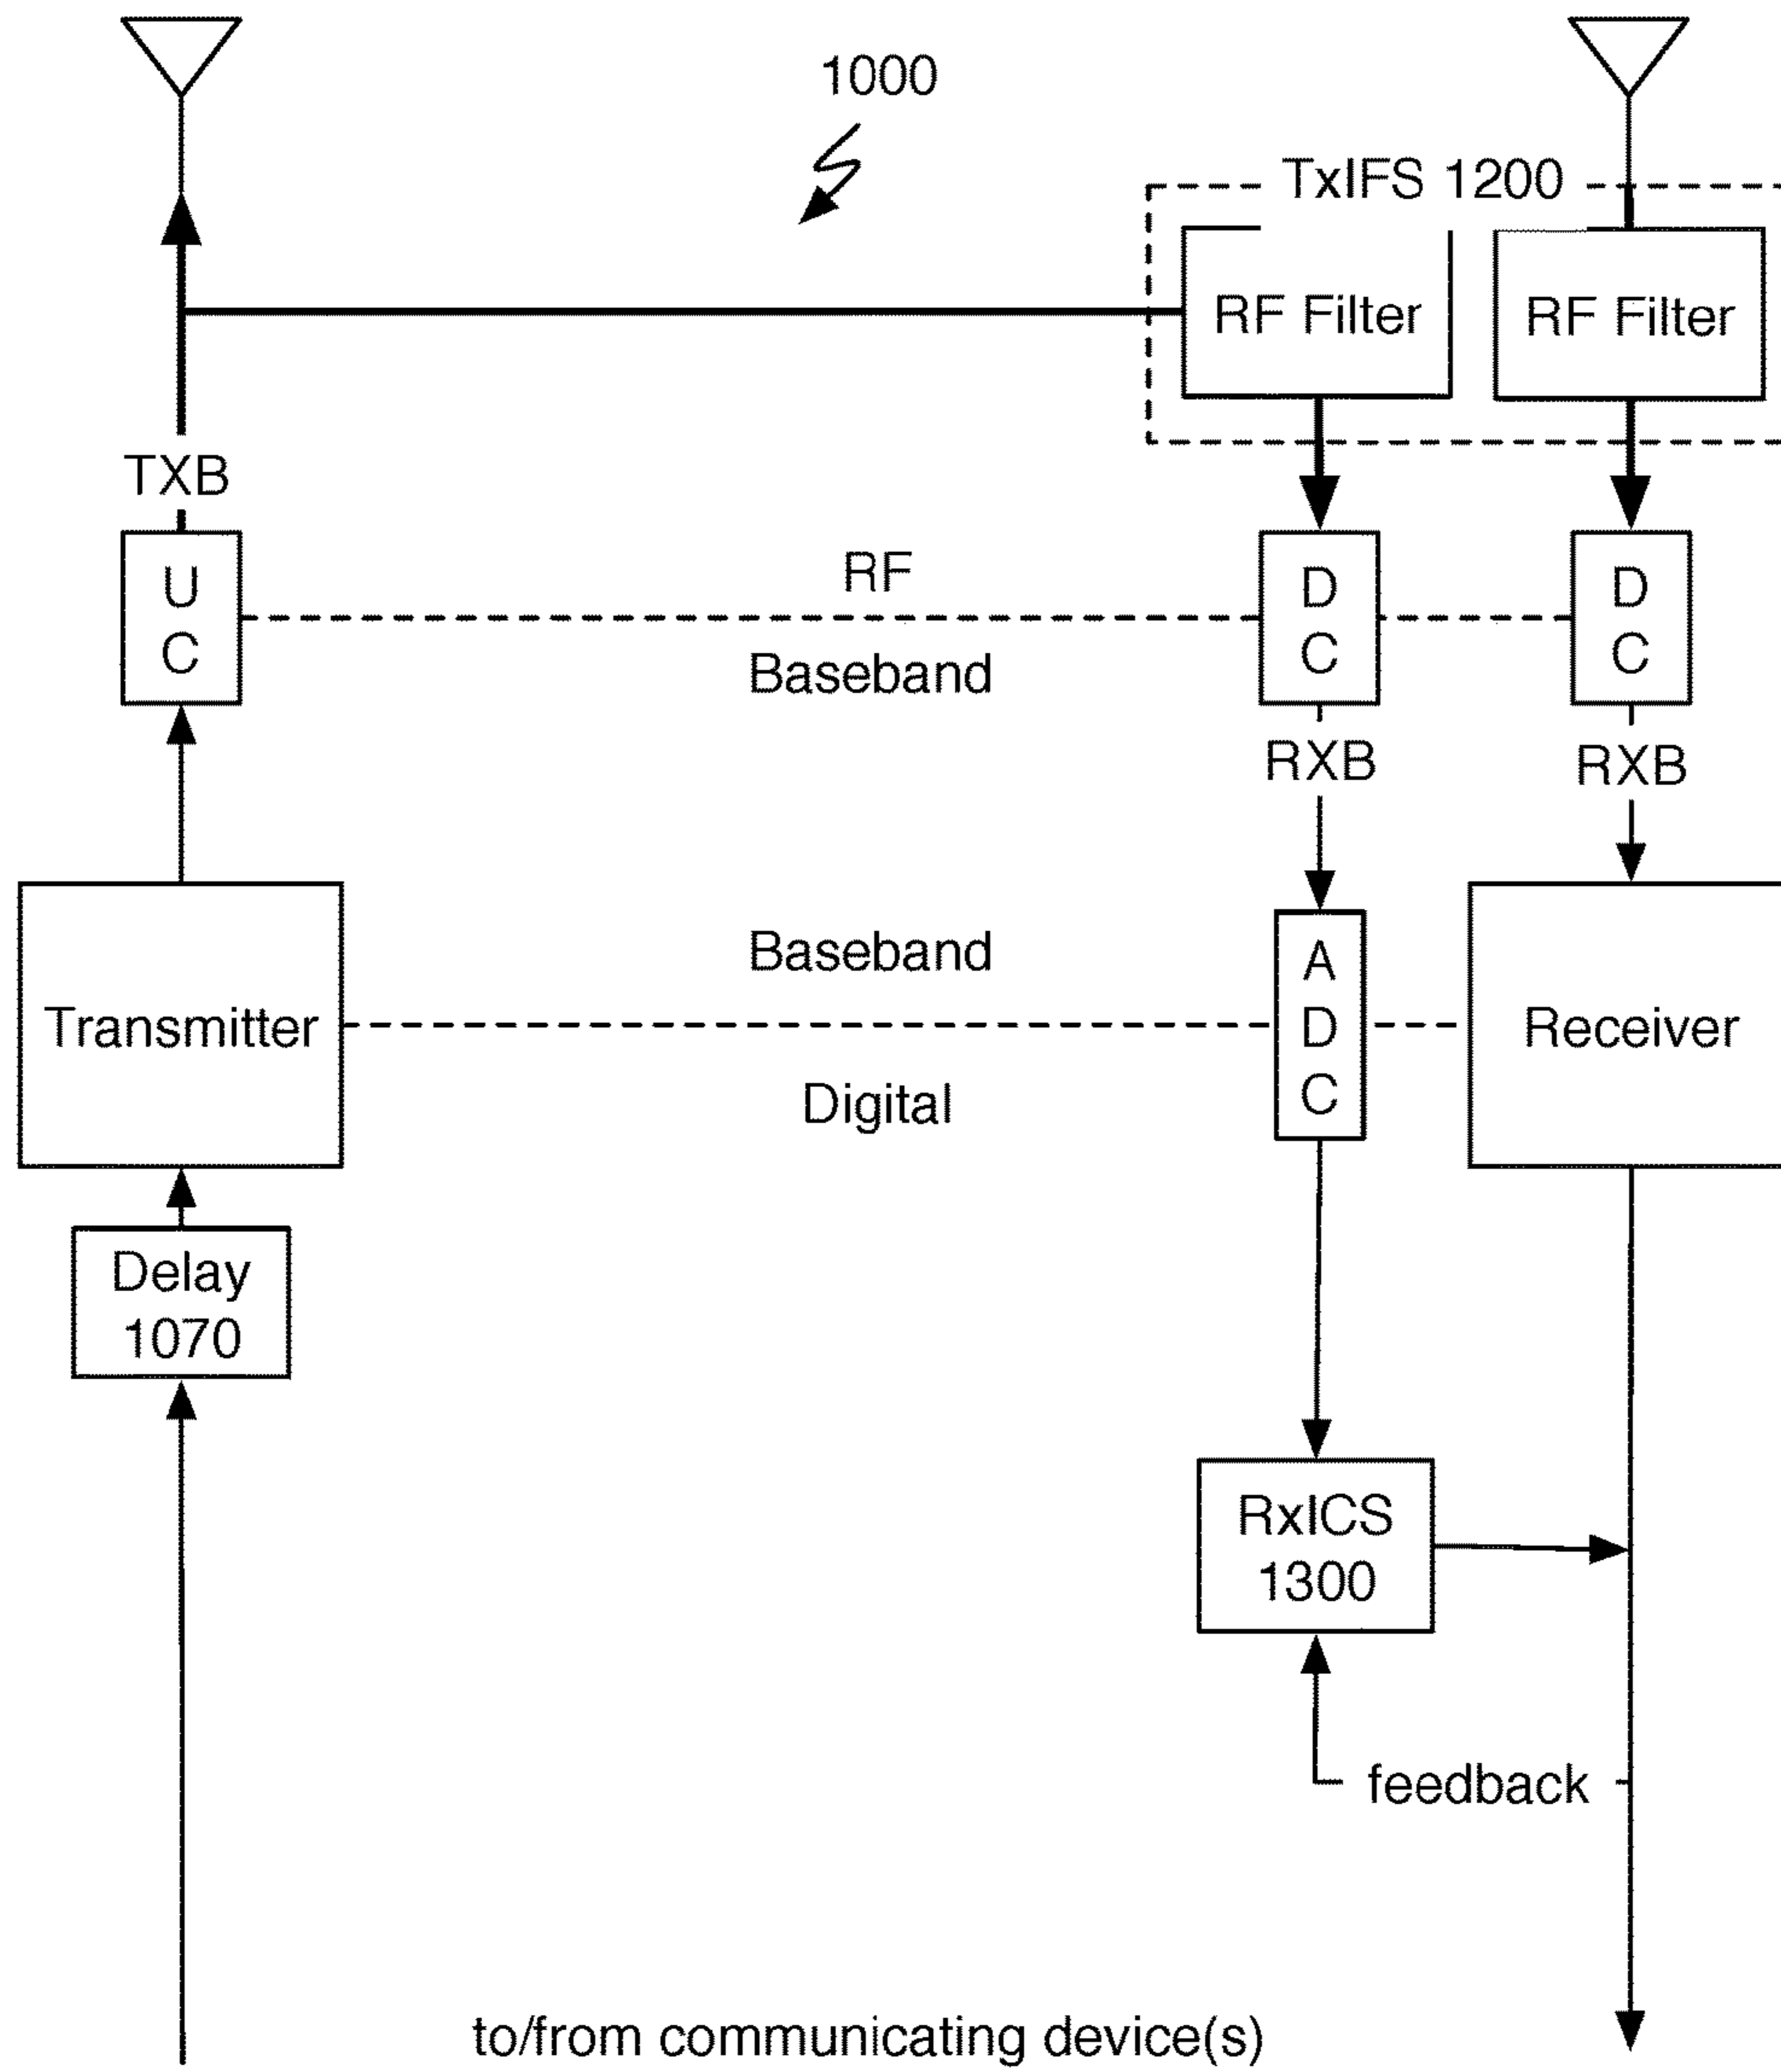 1000
TxIFS 1200
RF Filter
RF Filter
TXB
U
C
RF
Baseband
D
C
D
C
RXB
RXB
Transmitter
Baseband
Digital
A
D
C
Receiver
Delay
1070
RxICS
1300
feedback
to/from communicating device(s)